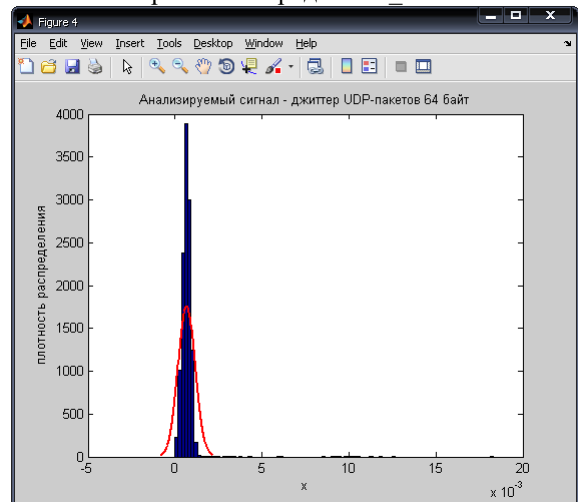 Figure 4
File Edit View Insert Tools Desktop Window Help
Анализируемый сигнал - джиттер UDP-пакетов 64 байт
4000
3500
3000
2500
2000
1500
1000
500
0
плотность распределения
-5 0 5 10 15 20
x
x 10⁻³